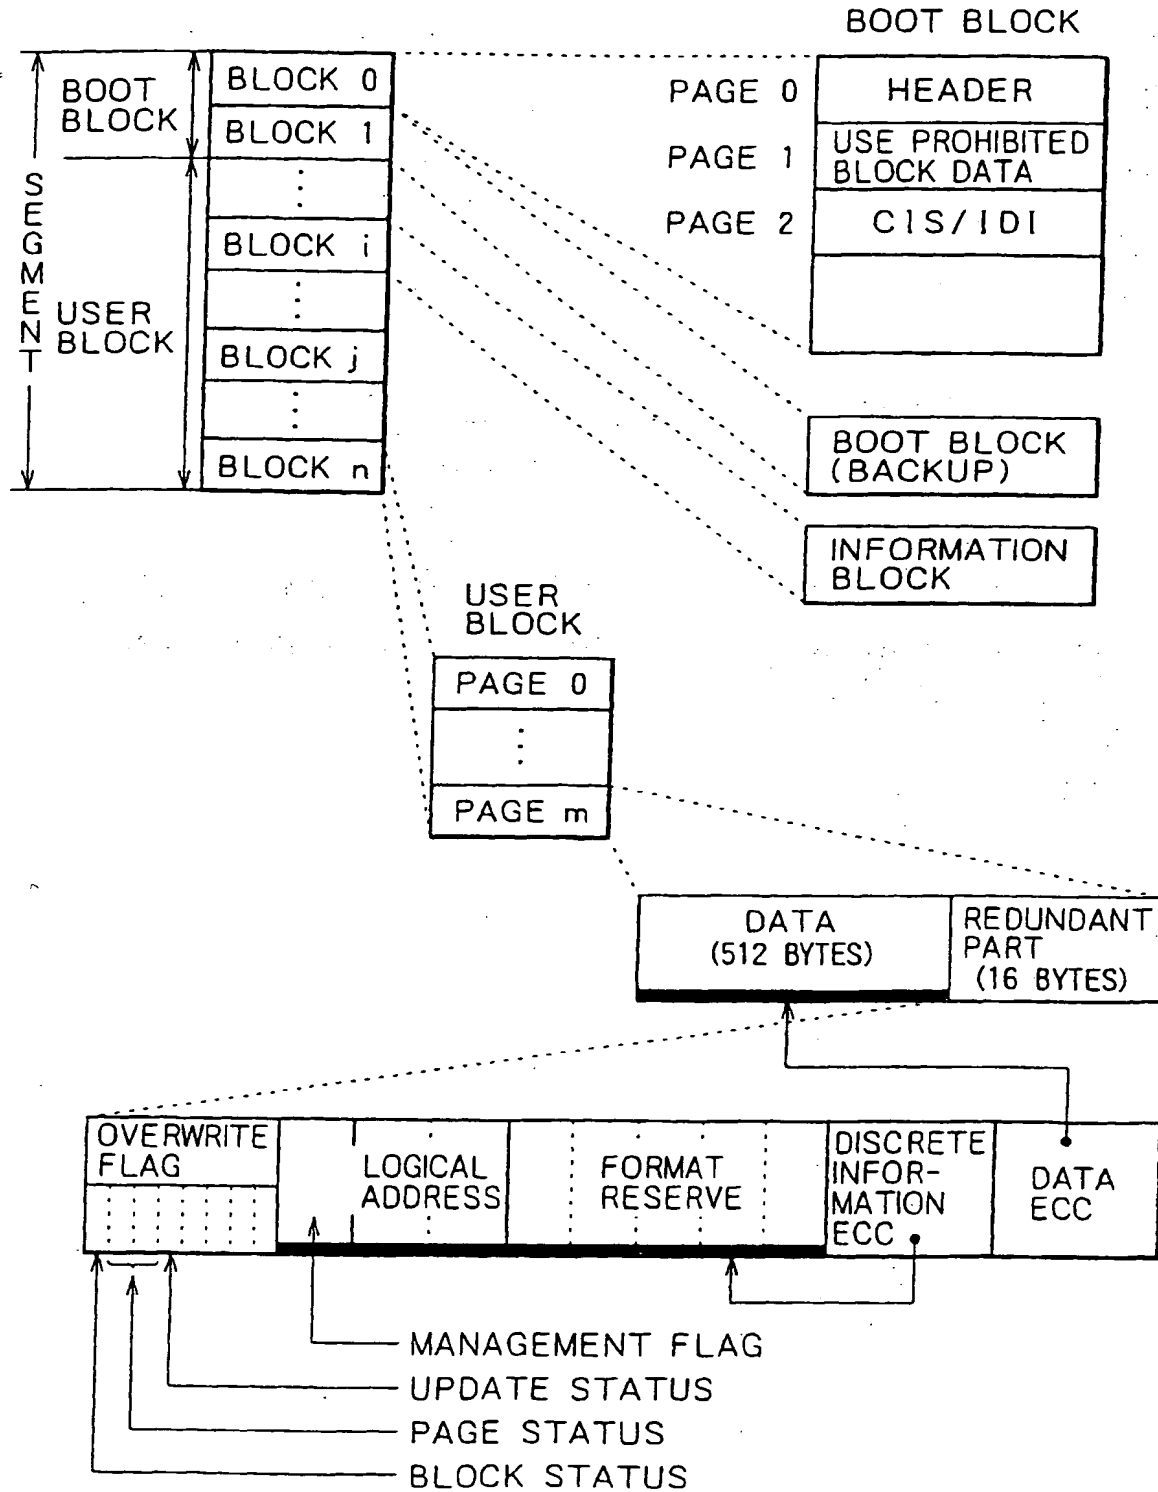 BOOT BLOCK
BOOT
BLOCK
SEGMENT
USER
BLOCK
BLOCK 0
BLOCK 1
BLOCK i
BLOCK j
BLOCK n
PAGE 0
HEADER
PAGE 1
USE PROHIBITED
BLOCK DATA
PAGE 2
CIS/IDI
BOOT BLOCK
(BACKUP)
INFORMATION
BLOCK
USER
BLOCK
PAGE 0
PAGE m
DATA
(512 BYTES)
REDUNDANT
PART
(16 BYTES)
OVERWRITE
FLAG
LOGICAL
ADDRESS
FORMAT
RESERVE
DISCRETE
INFOR-
MATION
ECC
DATA
ECC
MANAGEMENT FLAG
UPDATE STATUS
PAGE STATUS
BLOCK STATUS